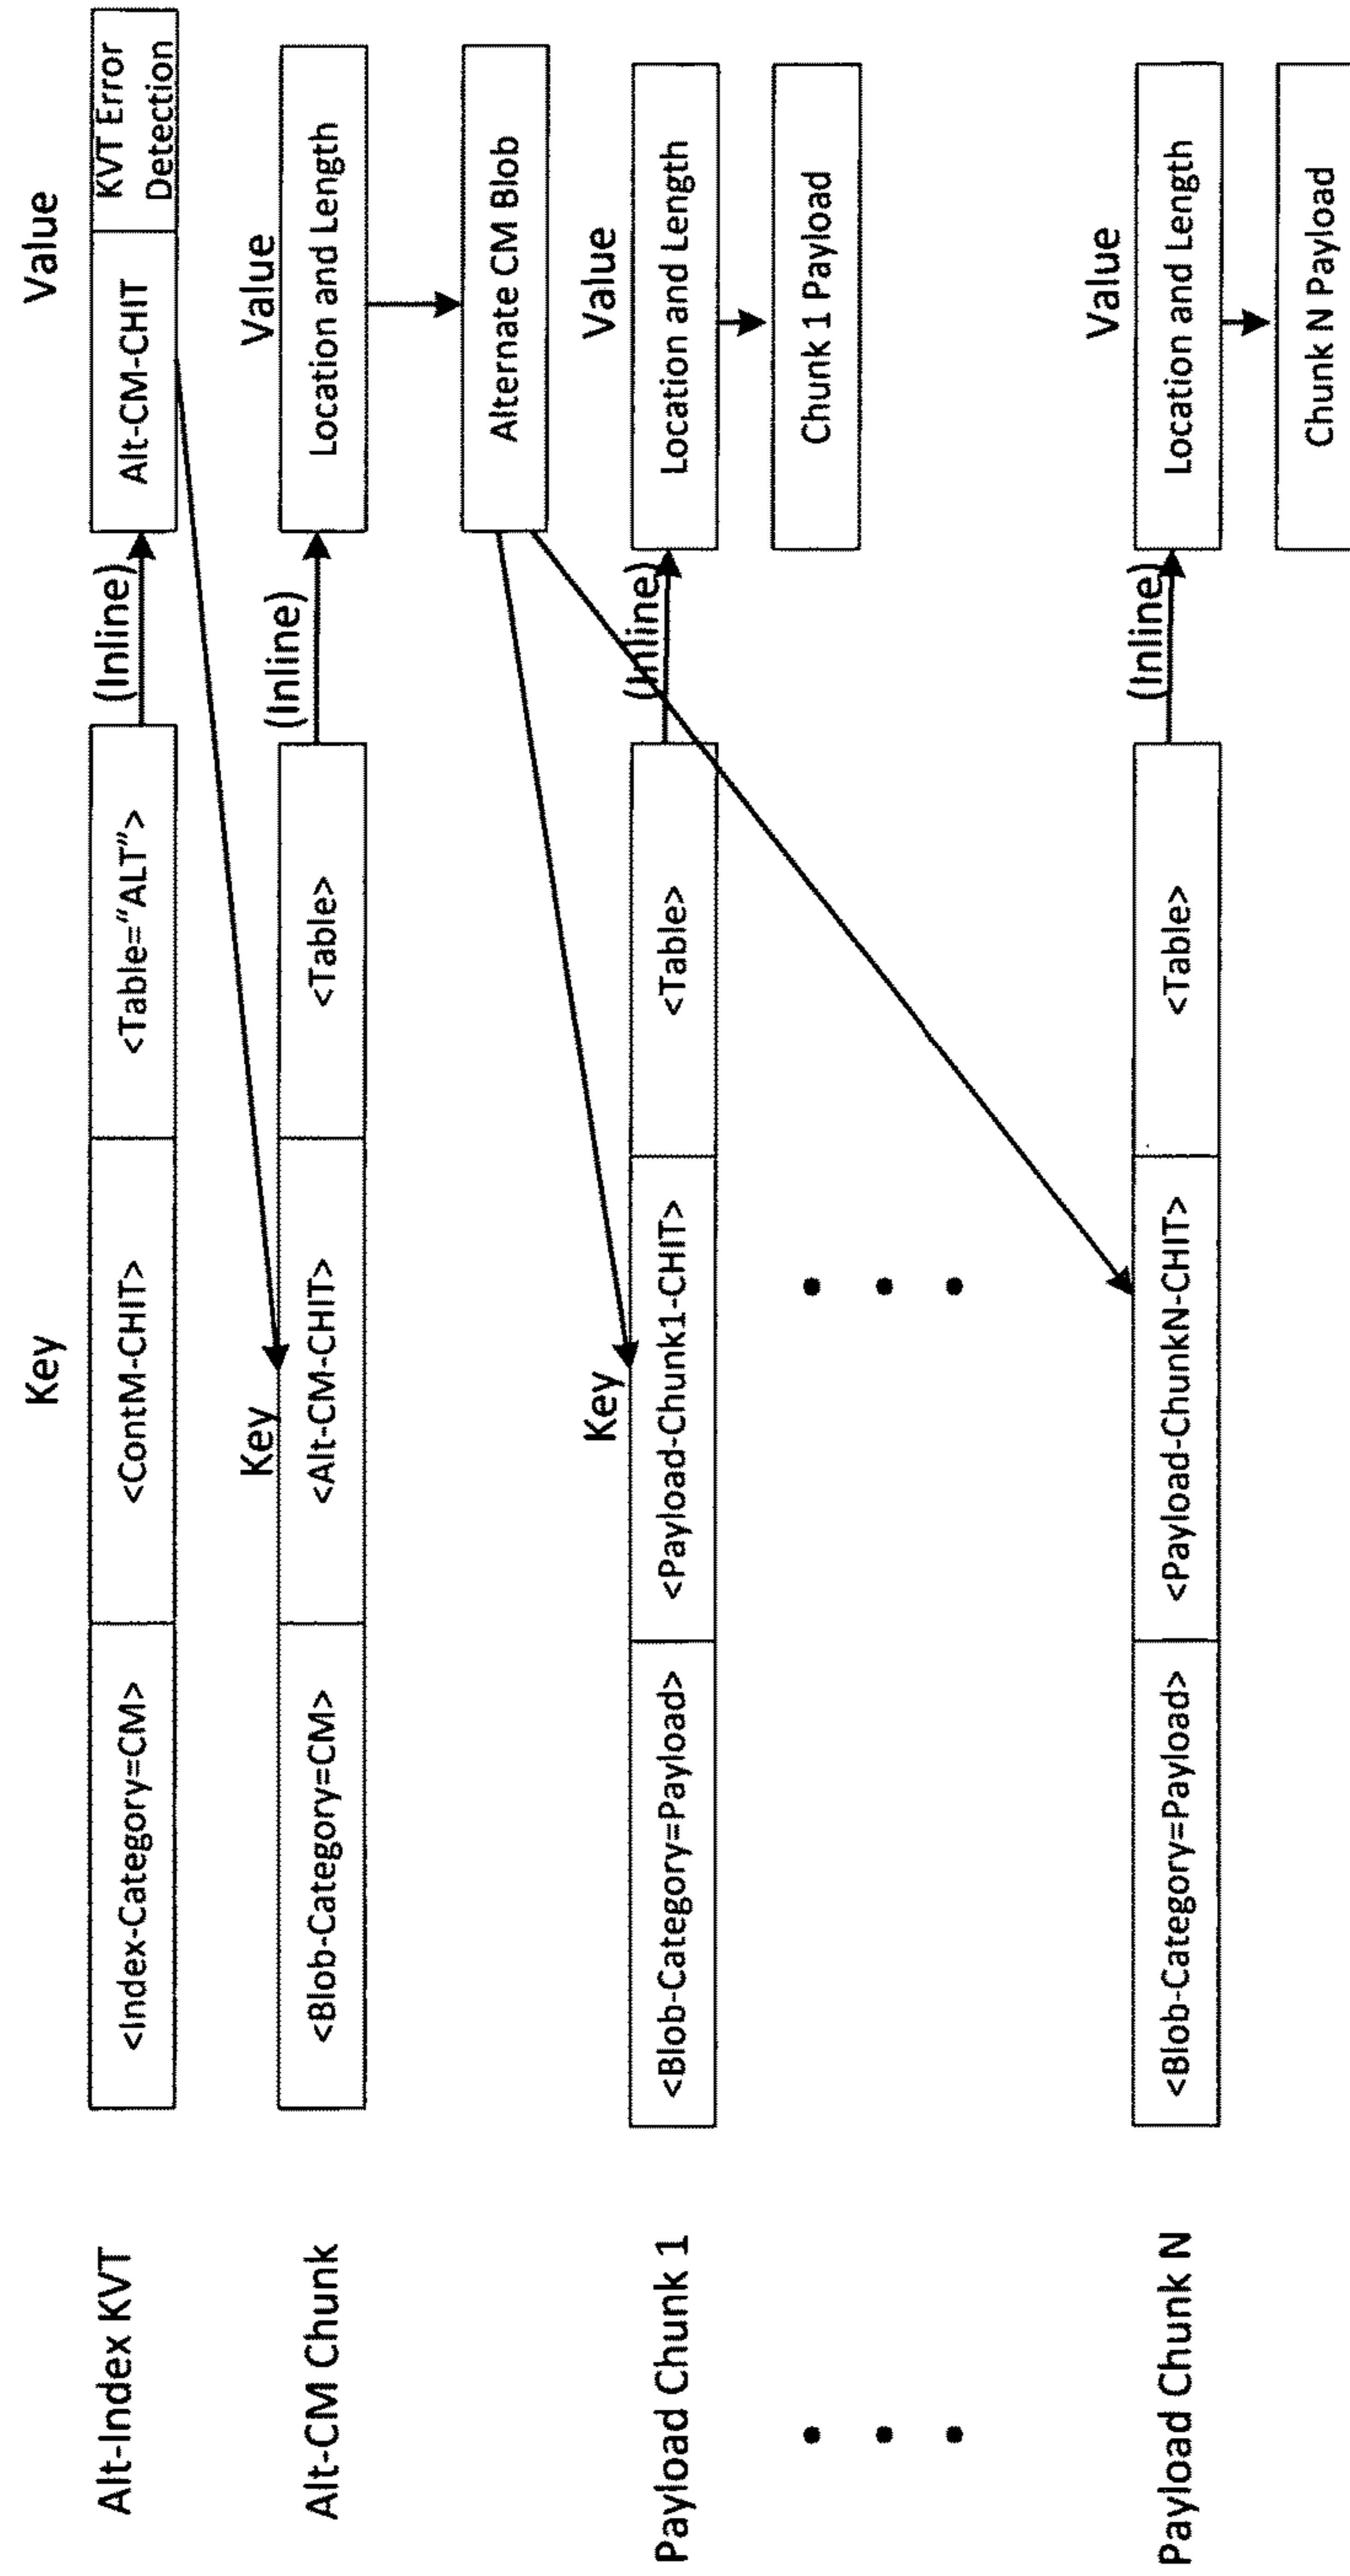 Key
Value
Alt-Index KVT
<Index-Category=CM>
<ContM-CHIT>
<Table="ALT">
(Inline)
Alt-CM-CHIT
KVT Error
Detection
Key
Value
Alt-CM Chunk
<Blob-Category=CM>
<Alt-CM-CHIT>
<Table>
(Inline)
Location and Length
Alternate CM Blob
Key
Value
Payload Chunk 1
<Blob-Category=Payload>
<Payload-Chunk1-CHIT>
<Table>
(Inline)
Location and Length
Chunk 1 Payload
Value
Payload Chunk N
<Blob-Category=Payload>
<Payload-ChunkN-CHIT>
<Table>
(Inline)
Location and Length
Chunk N Payload